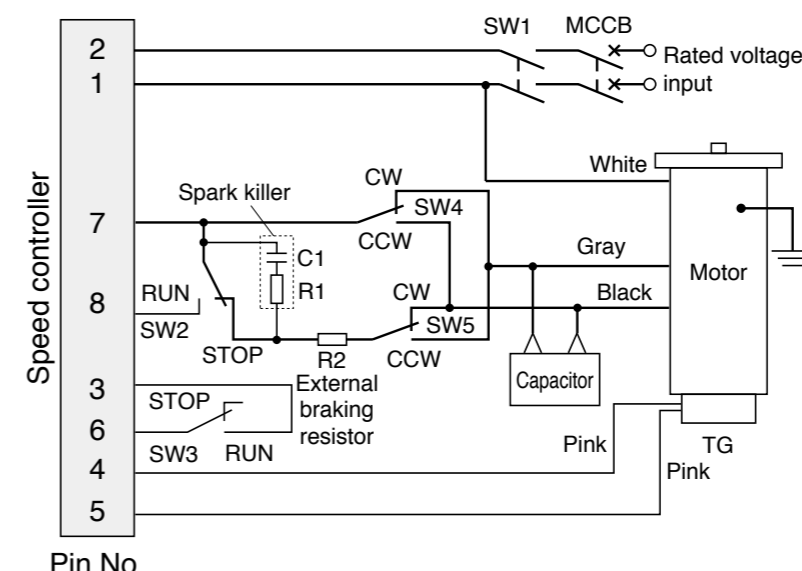 SW1
MCCB
2
Rated voltage
1
input
White
CW
Spark killer
SW4
7
CCW
Gray
C1
Motor
CW
Black
RUN
R1
8
SW5
SW2
STOP
R2
CCW
Capacitor
External
3
STOP
braking
6
resistor
SW3
RUN
Pink
TG
4
Pink
5
Speed controller
Pin No